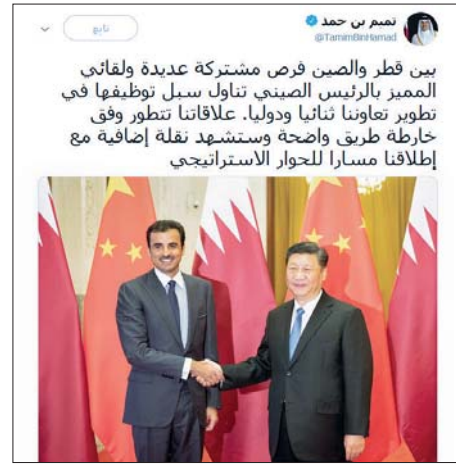 تميم بن حمد
@TamimBinHamad
تابع
بين قطر والصين فرص مشتركة عديدة ولقائي
المميز بالرئيس الصيني تناول سبل توظيفها في
تطوير تعاوننا ثنائيا ودوليا. علاقاتنا تتطور وفق
خارطة طريق واضحة وستشهد نقلة إضافية مع
إطلاقنا مسارا للحوار الاستراتيجي